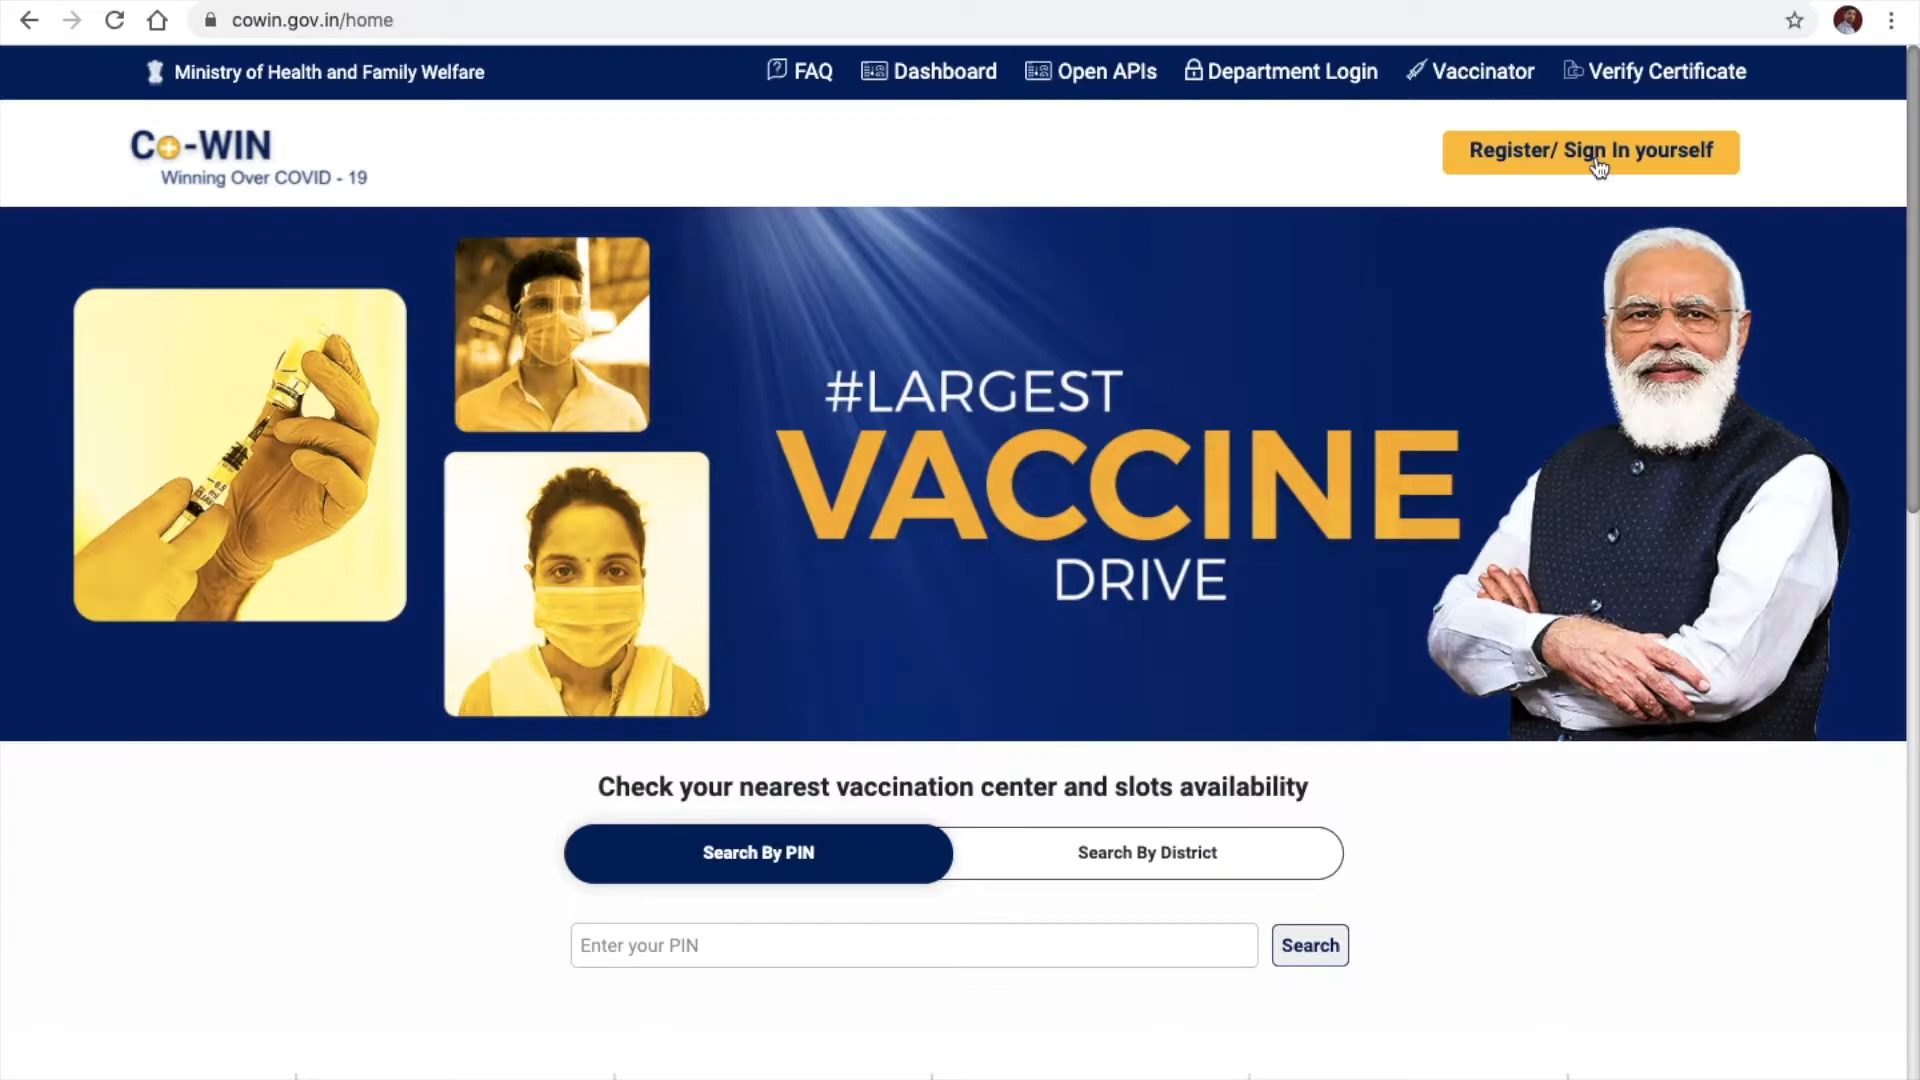 cowin.gov.in/home
Ministry of Health and Family Welfare
FAQ
Dashboard
Open APIs
Department Login
Vaccinator
Verify Certificate
Co-WIN
Winning Over COVID - 19
Register/ Sign In yourself
#LARGEST
VACCINE
DRIVE
Check your nearest vaccination center and slots availability
Search By PIN
Search By District
Enter your PIN
Search